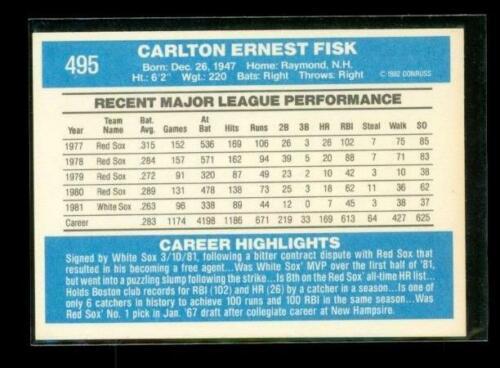 495
CARLTON ERNEST FISK
Born: Dec. 26, 1947 Home: Raymond, N.H.
Ht.: 6'2" Wgt.: 220 Bats: Right Throws: Right
© 1982 DONRUSS
RECENT MAJOR LEAGUE PERFORMANCE
Year Team Name Bat. Avg. Games At Bat Hits Runs 2B 3B HR RBI Steal Walk SO
1977 Red Sox .315 152 536 169 106 26 3 26 102 7 75 85
1978 Red Sox .284 157 571 162 94 39 5 20 88 7 71 83
1979 Red Sox .272 91 320 87 49 23 2 10 42 3 10 38
1980 Red Sox .289 131 478 138 73 25 3 18 62 11 36 62
1981 White Sox .263 96 338 89 44 12 0 7 45 3 38 37
Career .283 1174 4198 1186 671 219 33 169 613 64 427 625
CAREER HIGHLIGHTS
Signed by White Sox 3/10/81, following a bitter contract dispute with Red Sox that
resulted in his becoming a free agent...Was White Sox' MVP over the first half of '81,
but went into a puzzling slump following the strike...Is 8th on the Red Sox' all-time HR list...
Holds Boston club records for RBI (102) and HR (26) by a catcher in a season...Is one of
only 6 catchers in history to achieve 100 runs and 100 RBI in the same season...Was
Red Sox' No. 1 pick in Jan. '67 draft after collegiate career at New Hampsire.